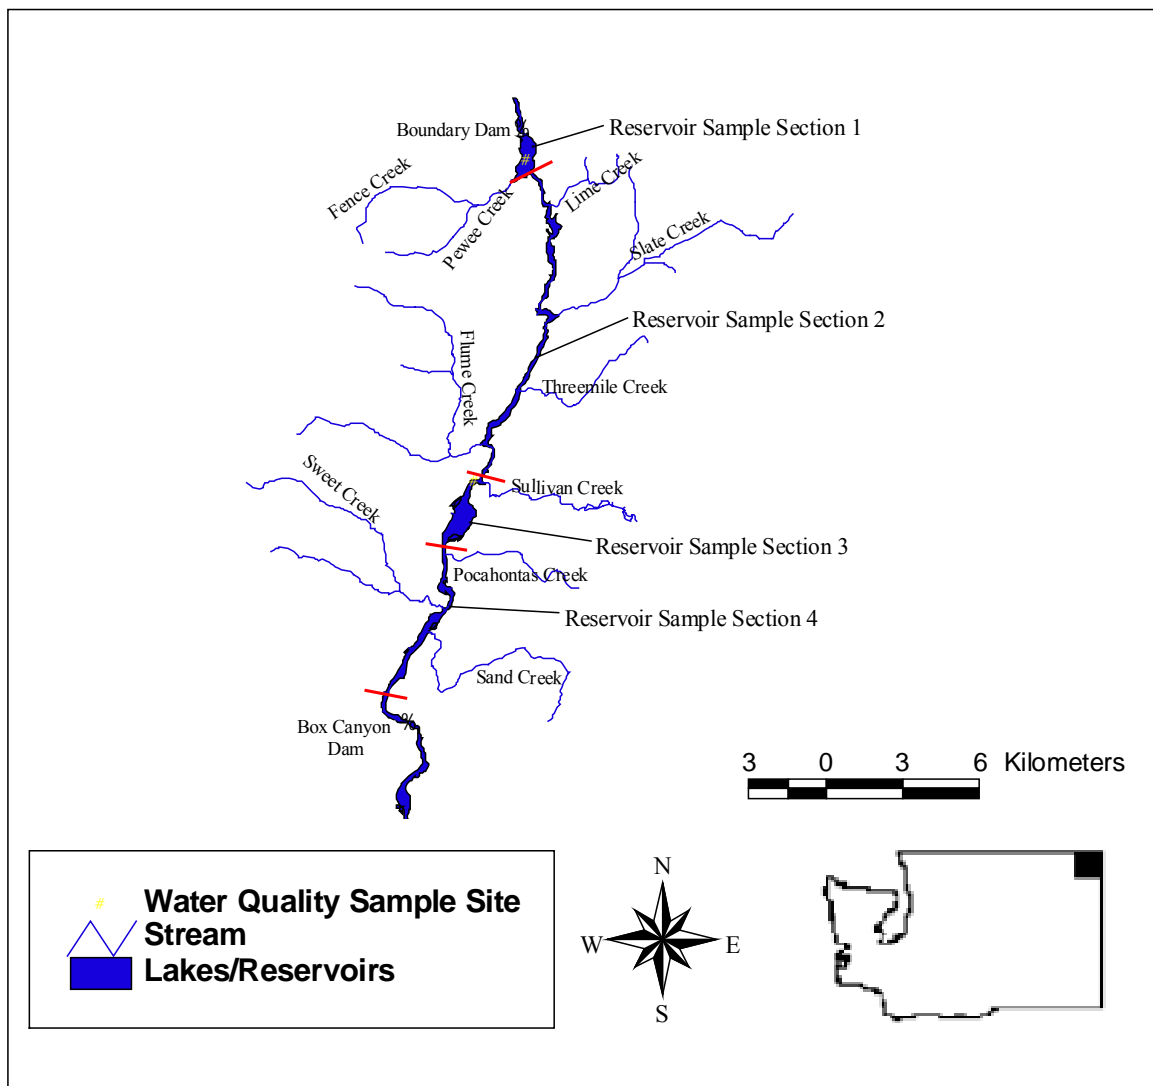 Boundary Dam %
Reservoir Sample Section 1
#
Fence Creek
Lime Creek
Pewee Creek
Slate Creek
Reservoir Sample Section 2
Flume Creek
Threemile Creek
Sweet Creek
#
Sullivan Creek
Reservoir Sample Section 3
Pocahontas Creek
Reservoir Sample Section 4
Sand Creek
Box Canyon %
Dam
3 0 3 6 Kilometers
# Water Quality Sample Site
Stream
Lakes/Reservoirs
N
W E
S